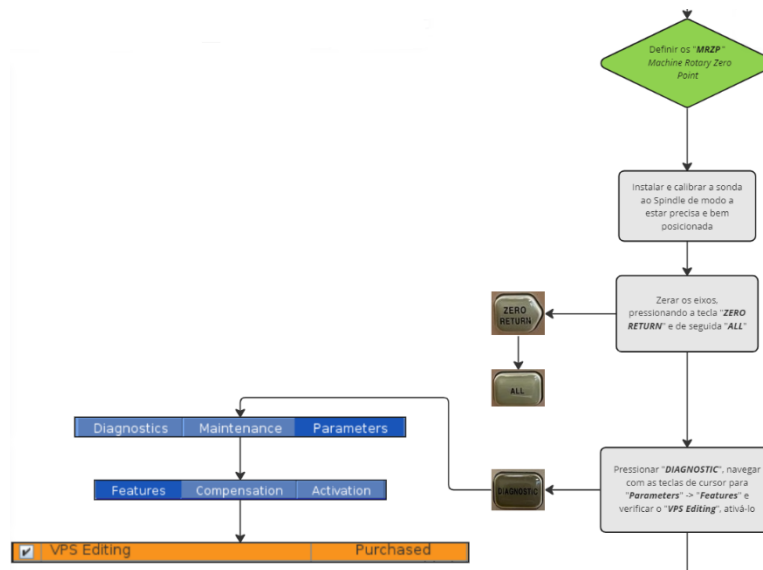 Definir os "MRZP"
Machine Rotary Zero
Point
Instalar e calibrar a sonda
ao Spindle de modo a
estar precisa e bem
posicionada
Zerar os eixos,
pressionando a tecla "ZERO
RETURN" e de seguida "ALL"
ZERO
RETURN
ALL
Pressionar "DIAGNOSTIC", navegar
com as teclas de cursor para
"Parameters" -> "Features" e
verificar o "VPS Editing", ativá-lo
DIAGNOSTIC
Diagnostics Maintenance Parameters
Features Compensation Activation
VPS Editing Purchased